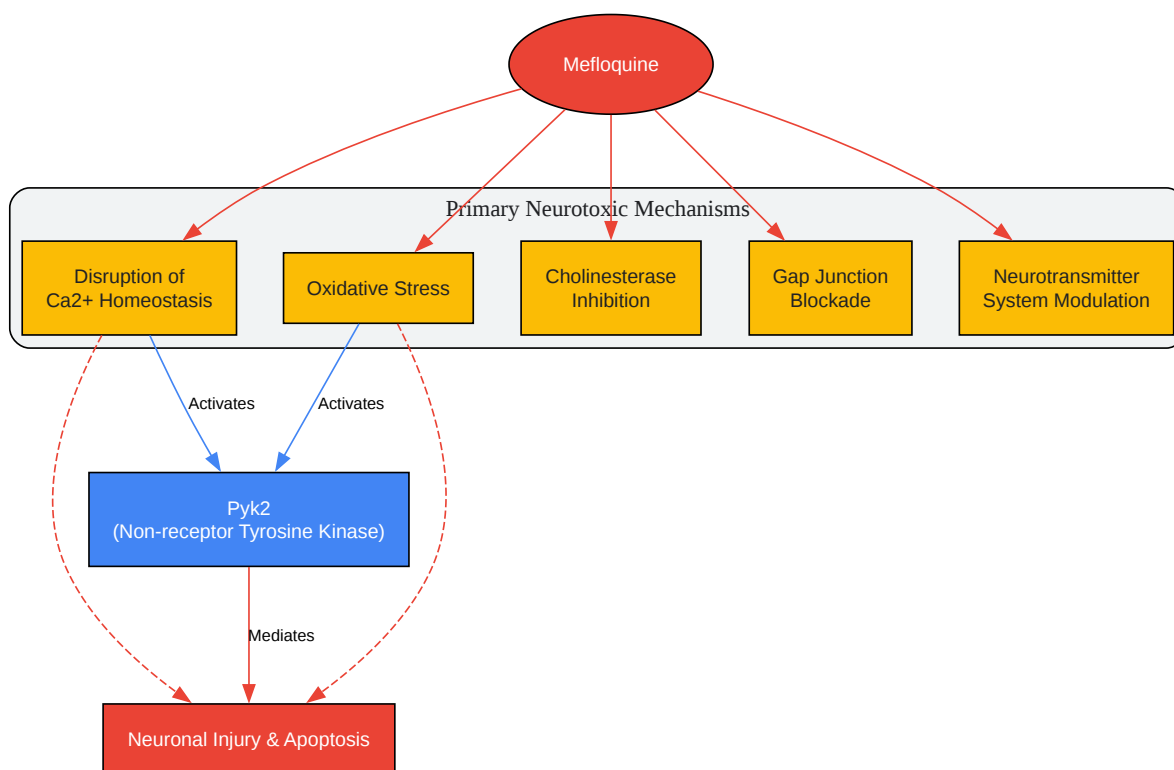 Mefloquine
Primary Neurotoxic Mechanisms
Disruption of
Ca2+ Homeostasis
Oxidative Stress
Cholinesterase
Inhibition
Gap Junction
Blockade
Neurotransmitter
System Modulation
Activates
Activates
Pyk2
(Non-receptor Tyrosine Kinase)
Mediates
Neuronal Injury & Apoptosis